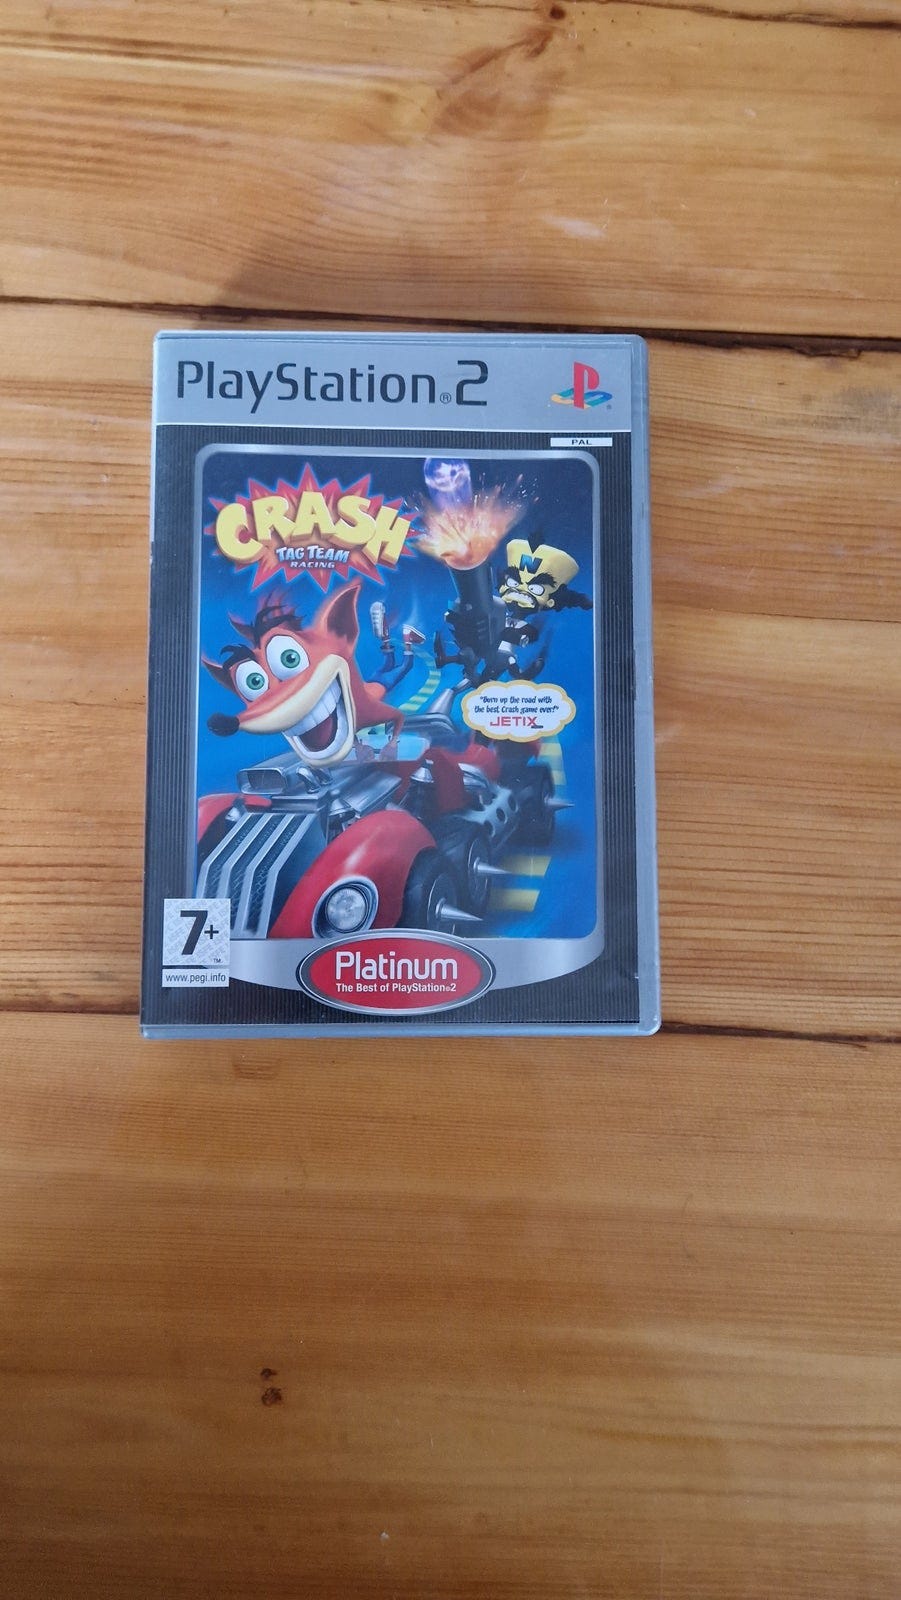 PlayStation®2
PAL
CRASH
TAG TEAM
RACING
N
"Burn up the road with
the best Crash game ever!"
JETIX
7+
TM
www.pegi.info
Platinum
The Best of PlayStation®2